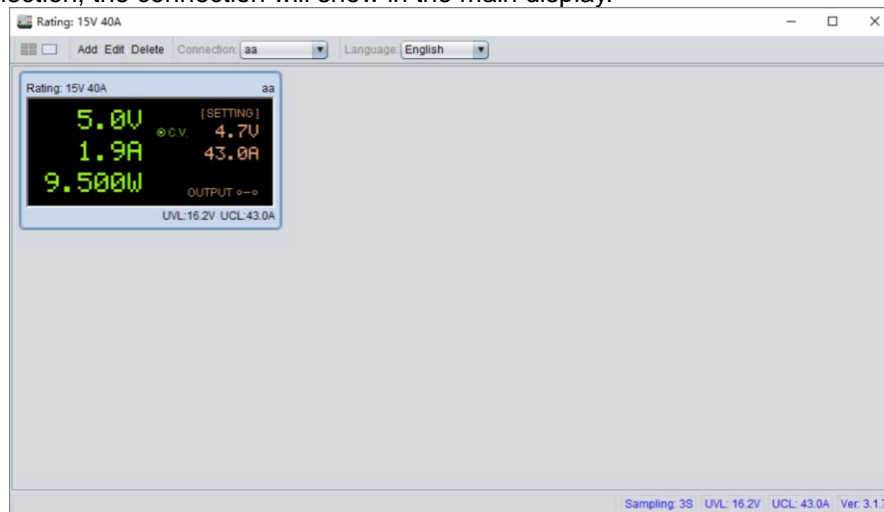 ection, the connection will show in the main display.
Rating: 15V 40A
Add Edit Delete Connection: aa Language: English
Rating: 15V 40A aa
5.0V [SETTING]
C.V. 4.7V
1.9A 43.0A
9.500W OUTPUT
UVL:16.2V UCL:43.0A
Sampling: 3S UVL: 16.2V UCL: 43.0A Ver: 3.1.